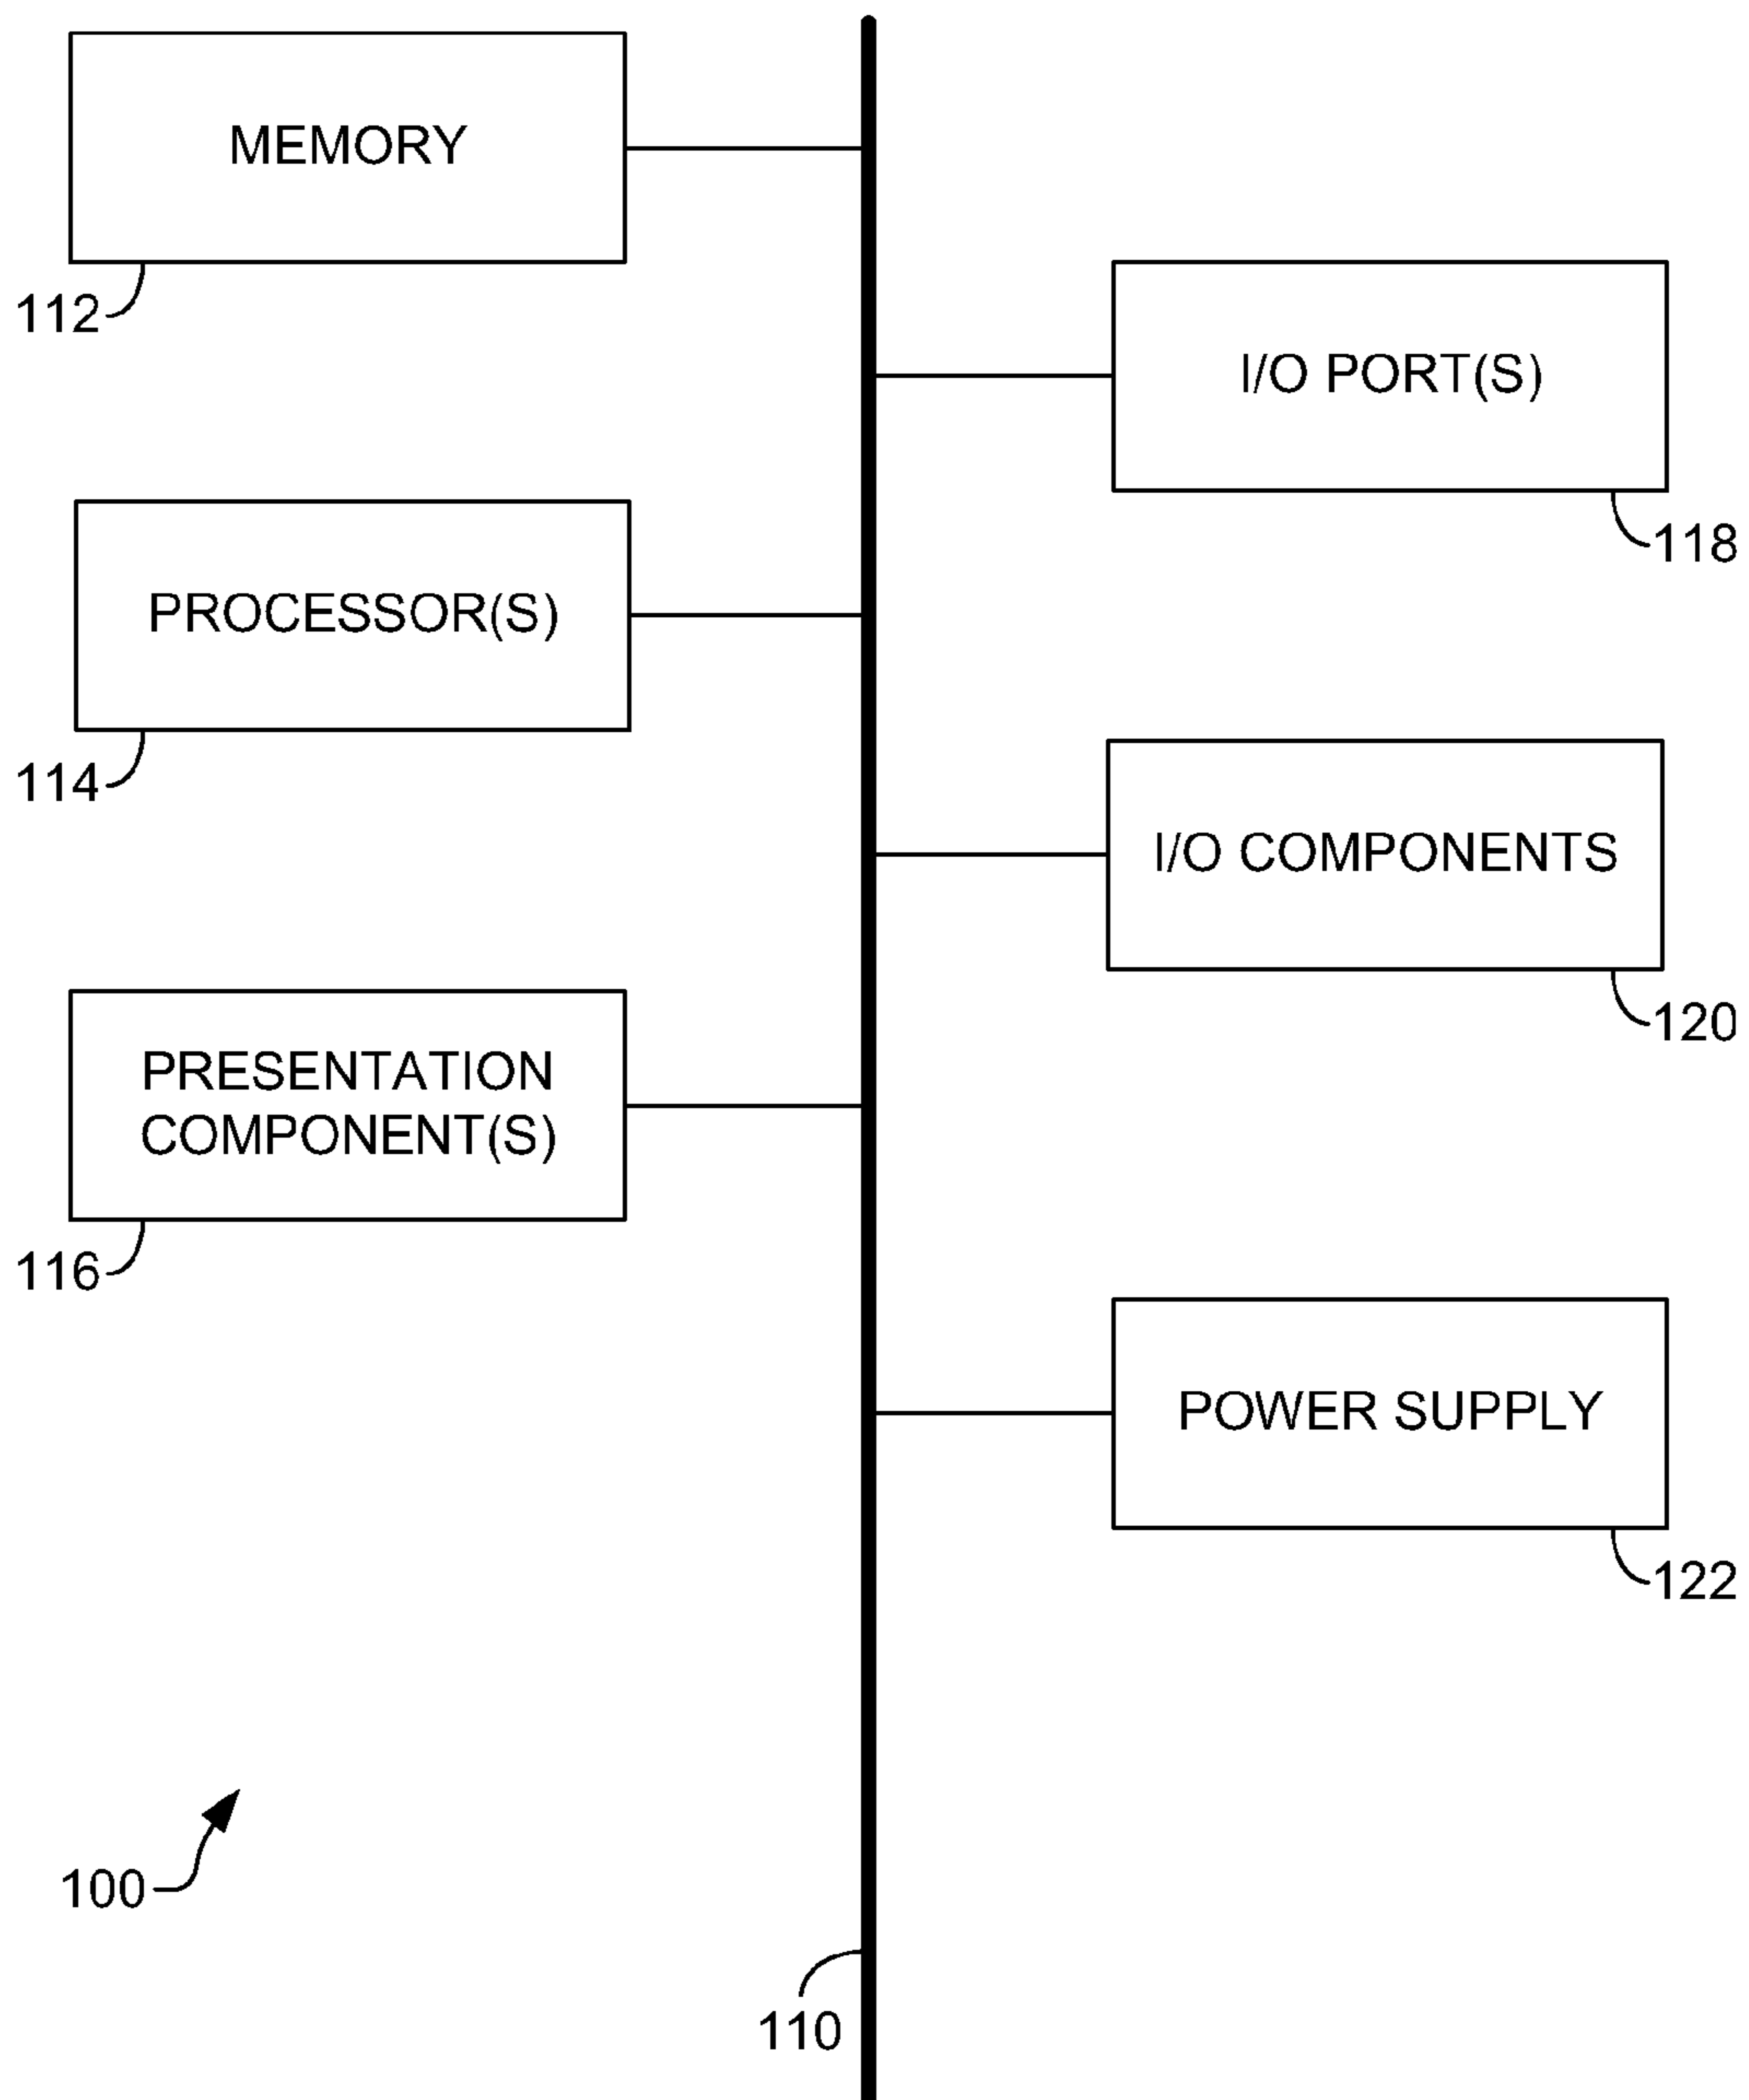 MEMORY
112
I/O PORT(S)
118
PROCESSOR(S)
114
I/O COMPONENTS
120
PRESENTATION
COMPONENT(S)
116
POWER SUPPLY
122
100
110